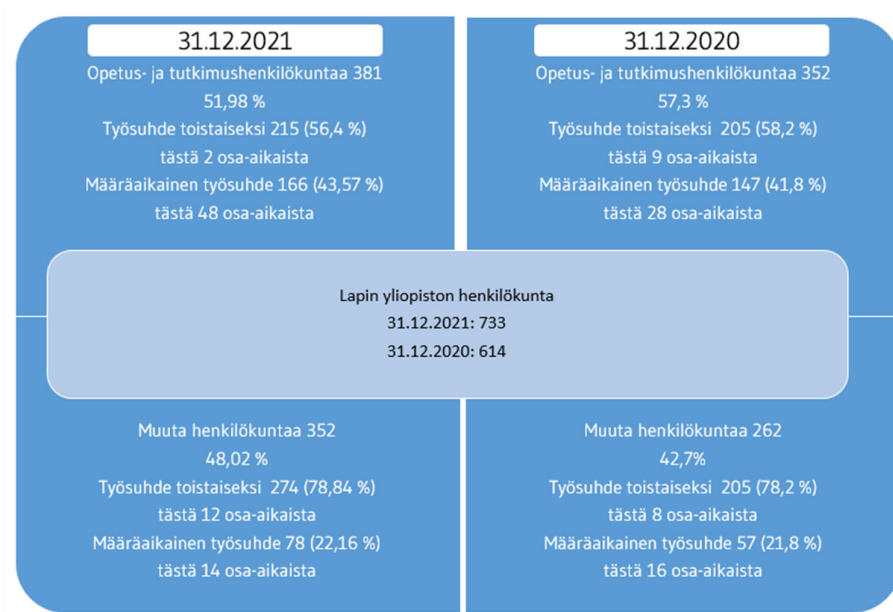 31.12.2021
Opetus- ja tutkimushenkilökuntaa 381
51,98 %
Työsuhde toistaiseksi 215 (56,4 %)
tästä 2 osa-aikaista
Määräaikainen työsuhde 166 (43,57 %)
tästä 48 osa-aikaista
31.12.2020
Opetus- ja tutkimushenkilökuntaa 352
57,3 %
Työsuhde toistaiseksi 205 (58,2 %)
tästä 9 osa-aikaista
Määräaikainen työsuhde 147 (41,8 %)
tästä 28 osa-aikaista
Lapin yliopiston henkilökunta
31.12.2021: 733
31.12.2020: 614
Muuta henkilökuntaa 352
48,02 %
Työsuhde toistaiseksi 274 (78,84 %)
tästä 12 osa-aikaista
Määräaikainen työsuhde 78 (22,16 %)
tästä 14 osa-aikaista
Muuta henkilökuntaa 262
42,7%
Työsuhde toistaiseksi 205 (78,2 %)
tästä 8 osa-aikaista
Määräaikainen työsuhde 57 (21,8 %)
tästä 16 osa-aikaista